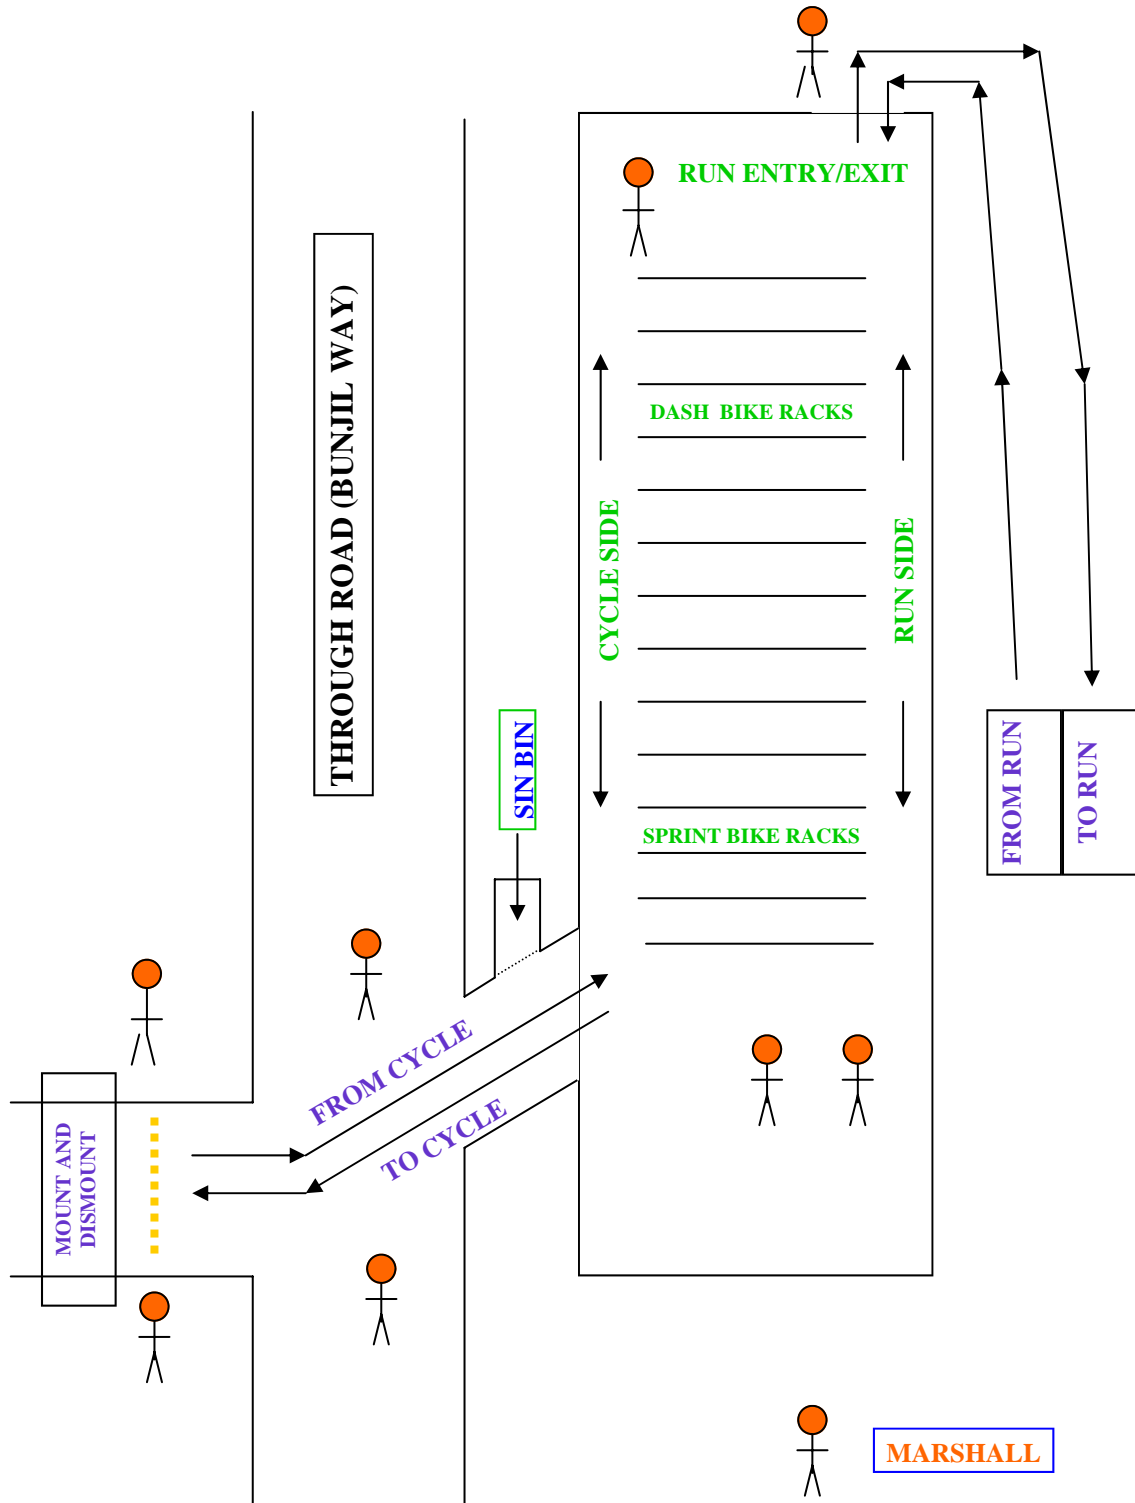 RUN ENTRY/EXIT
THROUGH ROAD (BUNJIL WAY)
DASH  BIKE RACKS
CYCLE SIDE
RUN SIDE
SIN BIN
FROM RUN
TO RUN
SPRINT BIKE RACKS
FROM CYCLE
TO CYCLE
MOUNT AND
DISMOUNT
MARSHALL